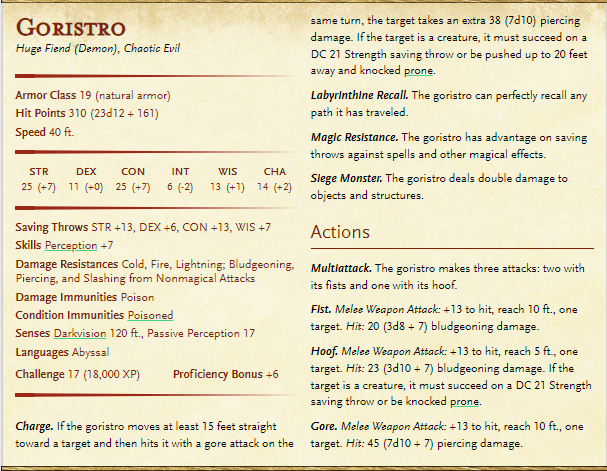 Goristro
Huge Fiend (Demon), Chaotic Evil
Armor Class 19 (natural armor)
Hit Points 310 (23d12 + 161)
Speed 40 ft.
STR DEX CON INT WIS CHA
25 (+7) 11 (+0) 25 (+7) 6 (-2) 13 (+1) 14 (+2)
Saving Throws STR +13, DEX +6, CON +13, WIS +7
Skills Perception +7
Damage Resistances Cold, Fire, Lightning; Bludgeoning,
Piercing, and Slashing from Nonmagical Attacks
Damage Immunities Poison
Condition Immunities Poisoned
Senses Darkvision 120 ft., Passive Perception 17
Languages Abyssal
Challenge 17 (18,000 XP) Proficiency Bonus +6
Charge. If the goristro moves at least 15 feet straight
toward a target and then hits it with a gore attack on the
same turn, the target takes an extra 38 (7d10) piercing
damage. If the target is a creature, it must succeed on a
DC 21 Strength saving throw or be pushed up to 20 feet
away and knocked prone.
Labyrinthine Recall. The goristro can perfectly recall any
path it has traveled.
Magic Resistance. The goristro has advantage on saving
throws against spells and other magical effects.
Siege Monster. The goristro deals double damage to
objects and structures.
Actions
Multiattack. The goristro makes three attacks: two with
its fists and one with its hoof.
Fist. Melee Weapon Attack: +13 to hit, reach 10 ft., one
target. Hit: 20 (3d8 + 7) bludgeoning damage.
Hoof. Melee Weapon Attack: +13 to hit, reach 5 ft., one
target. Hit: 23 (3d10 + 7) bludgeoning damage. If the
target is a creature, it must succeed on a DC 21 Strength
saving throw or be knocked prone.
Gore. Melee Weapon Attack: +13 to hit, reach 10 ft., one
target. Hit: 45 (7d10 + 7) piercing damage.